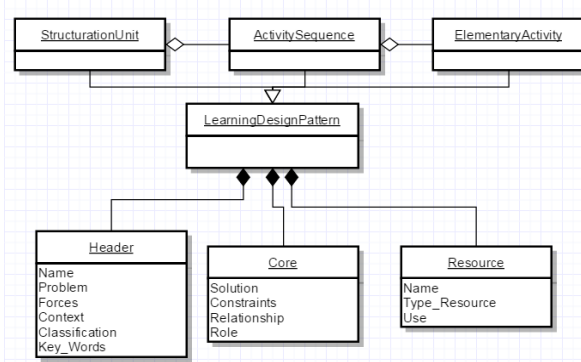 StructurationUnit
ActivitySequence
ElementaryActivity
LearningDesignPattern
Header
Name
Problem
Forces
Context
Classification
Key_Words
Core
Solution
Constraints
Relationship
Role
Resource
Name
Type_Resource
Use